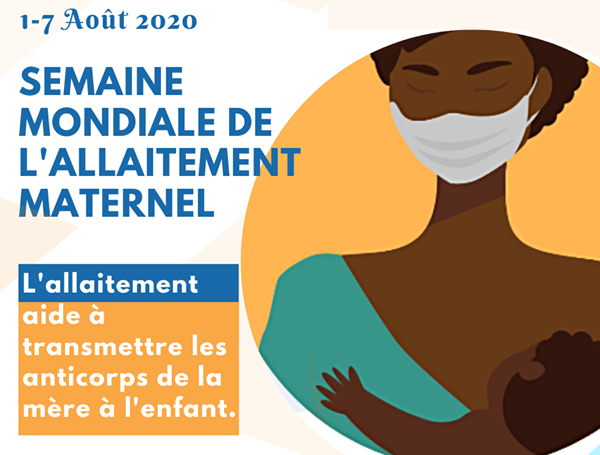 1-7 Août 2020
SEMAINE
MONDIALE DE
L'ALLAITEMENT
MATERNEL
L'allaitement
aide à
transmettre les
anticorps de la
mère à l'enfant.